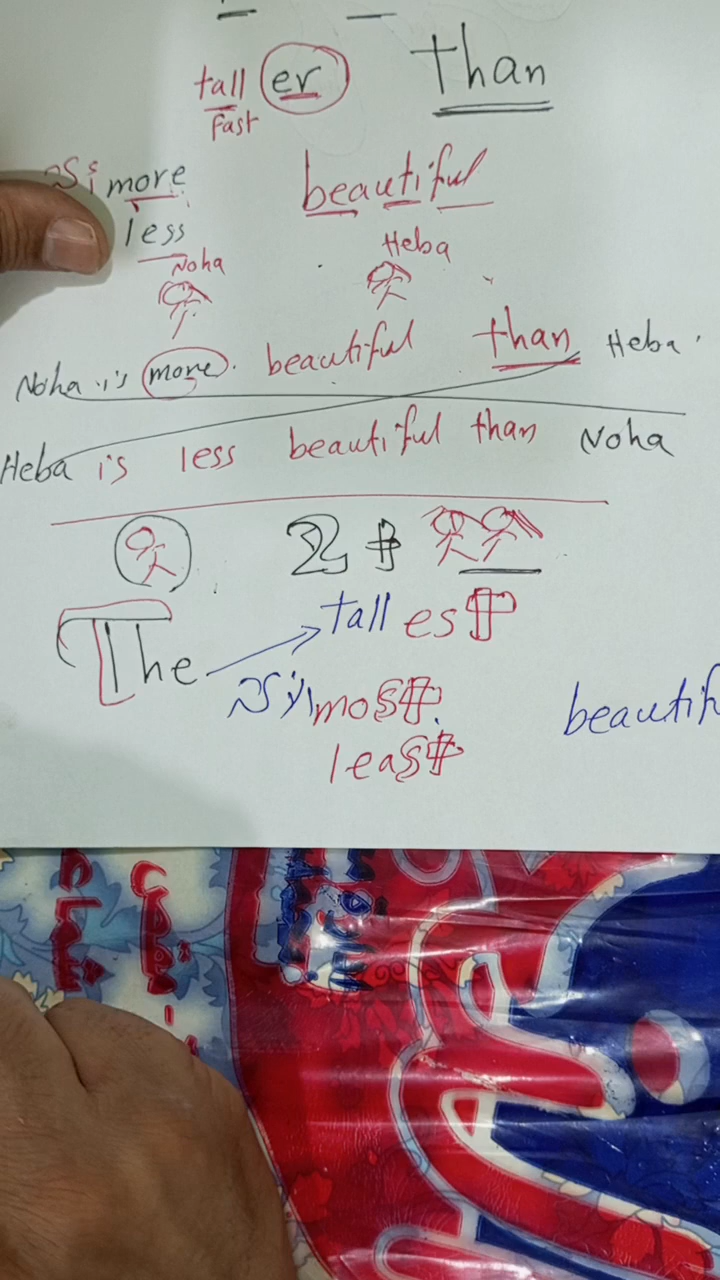 tall er than
fast
more beautiful
less
Noha Heba
Noha is more beautiful than Heba.
Heba is less beautiful than Noha
The tallest
most beautif
least